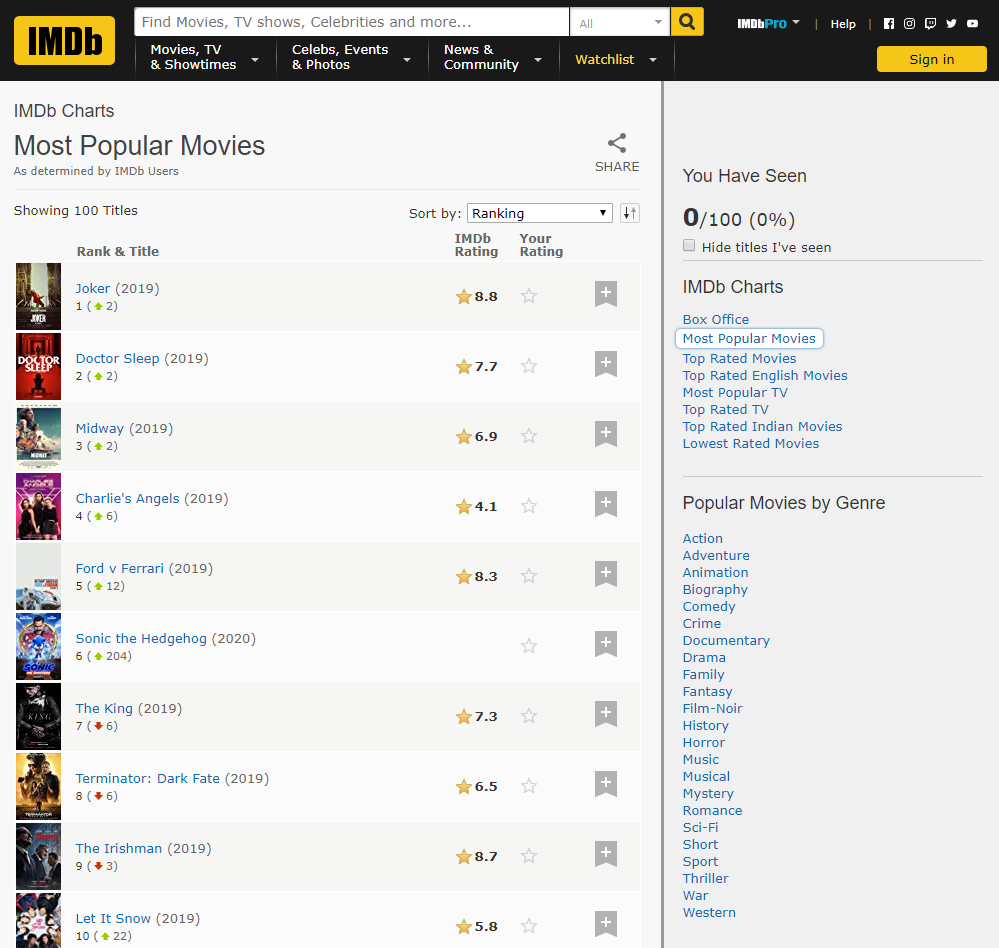 IMDb
Find Movies, TV shows, Celebrities and more...
All
IMDbPro
|
Help
|
Movies, TV
& Showtimes
Celebs, Events
& Photos
News &
Community
Watchlist
Sign in
IMDb Charts
Most Popular Movies
As determined by IMDb Users
SHARE
Showing 100 Titles
Sort by: Ranking
Rank & Title
IMDb
Rating
Your
Rating
JOKER
Joker (2019)
1 ( 2)
8.8
DOCTOR
SLEEP
Doctor Sleep (2019)
2 ( 2)
7.7
MIDWAY
Midway (2019)
3 ( 2)
6.9
CHARLIE'S
ANGELS
Charlie's Angels (2019)
4 ( 6)
4.1
Ford v Ferrari (2019)
5 ( 12)
8.3
SONIC
Sonic the Hedgehog (2020)
6 ( 204)
KING
The King (2019)
7 ( 6)
7.3
TERMINATOR
Terminator: Dark Fate (2019)
8 ( 6)
6.5
The Irishman (2019)
9 ( 3)
8.7
Let It Snow (2019)
10 ( 22)
5.8
You Have Seen
0/100 (0%)
Hide titles I've seen
IMDb Charts
Box Office
Most Popular Movies
Top Rated Movies
Top Rated English Movies
Most Popular TV
Top Rated TV
Top Rated Indian Movies
Lowest Rated Movies
Popular Movies by Genre
Action
Adventure
Animation
Biography
Comedy
Crime
Documentary
Drama
Family
Fantasy
Film-Noir
History
Horror
Music
Musical
Mystery
Romance
Sci-Fi
Short
Sport
Thriller
War
Western